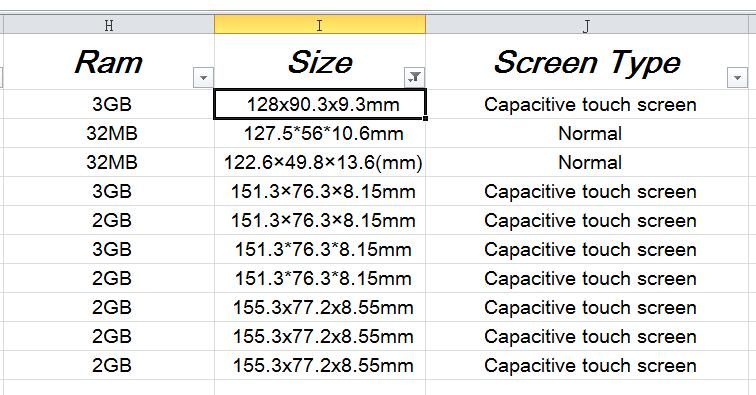 H I J
Ram Size Screen Type
3GB 128x90.3x9.3mm Capacitive touch screen
32MB 127.5*56*10.6mm Normal
32MB 122.6×49.8×13.6(mm) Normal
3GB 151.3×76.3×8.15mm Capacitive touch screen
2GB 151.3×76.3×8.15mm Capacitive touch screen
3GB 151.3*76.3*8.15mm Capacitive touch screen
2GB 151.3*76.3*8.15mm Capacitive touch screen
2GB 155.3x77.2x8.55mm Capacitive touch screen
2GB 155.3x77.2x8.55mm Capacitive touch screen
2GB 155.3x77.2x8.55mm Capacitive touch screen